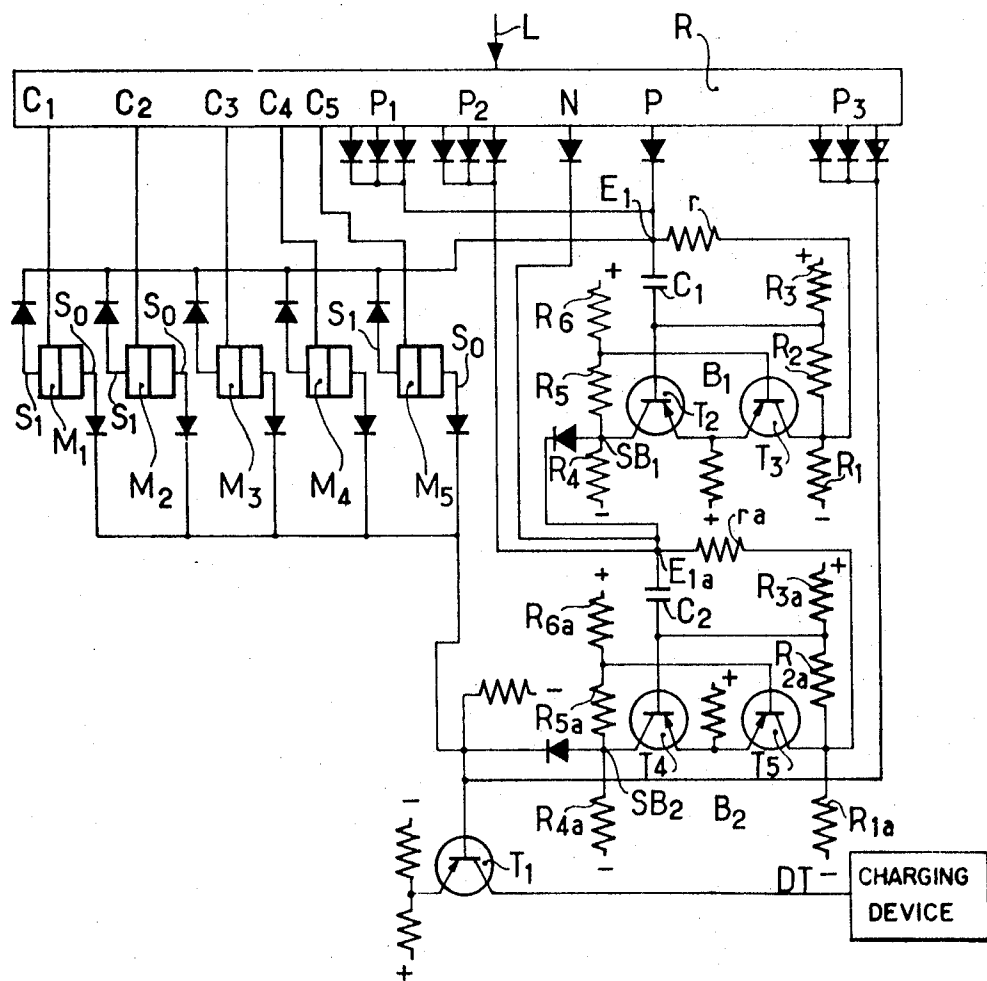 L R
C1 C2 C3 C4 C5 P1 P2 N P P3
E1 r
+ C1 + R3
S0 S0 S1 S0 R6 R2
R5 B1 T2
S1 M1 S1
M2 M3 M4 M5 R4 SB1 T3 R1
- + -
ra
E1a
+ C2 R3a +
R6a
R2a
- R5a +
T4 T5
SB2 B2
- R4a R1a
- -
T1
DT CHARGING
DEVICE
+